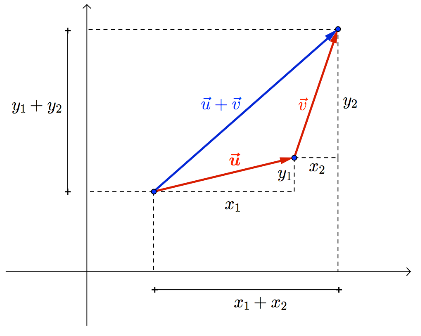 y₁ + y₂
u⃗ + v⃗
v⃗
y₂
u⃗
y₁
x₂
x₁
x₁ + x₂